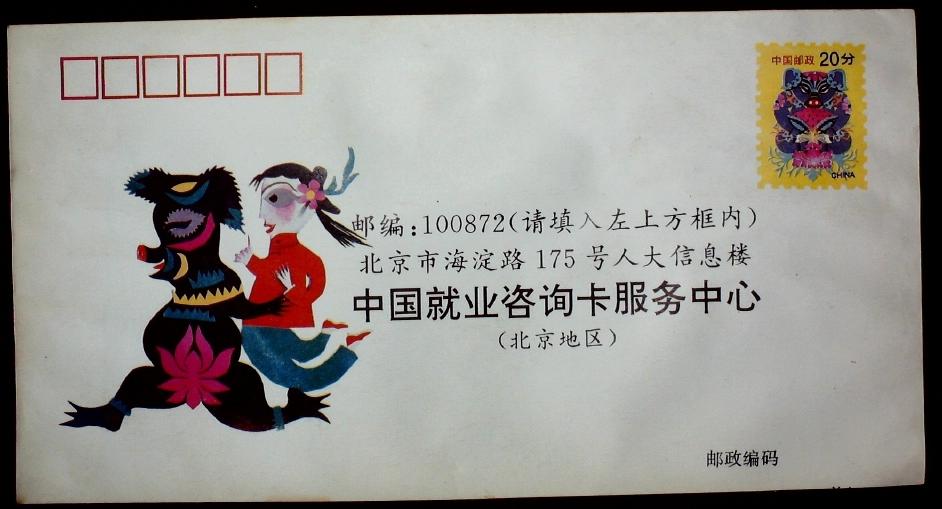 中国邮政 20分
CHINA
邮编:100872(请填入左上方框内)
北京市海淀路175号人大信息楼
中国就业咨询卡服务中心
(北京地区)
邮政编码